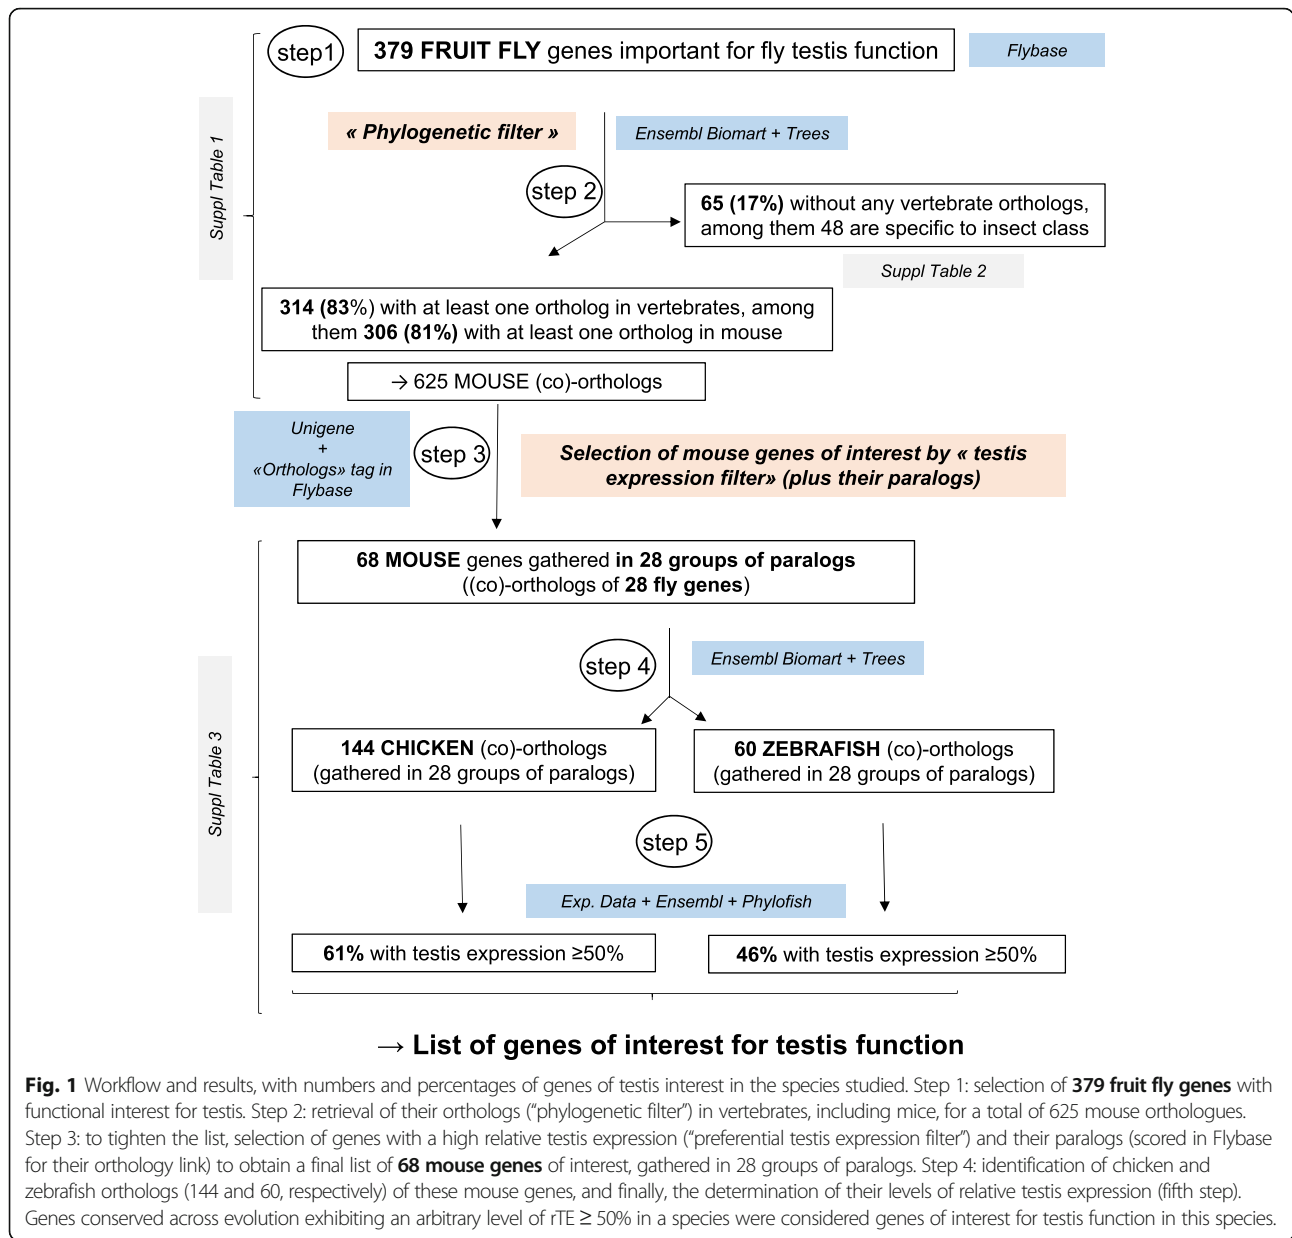 step1
379 FRUIT FLY genes important for fly testis function
Flybase
Suppl Table 1
« Phylogenetic filter »
Ensembl Biomart + Trees
step 2
65 (17%) without any vertebrate orthologs,
among them 48 are specific to insect class
Suppl Table 2
314 (83%) with at least one ortholog in vertebrates, among
them 306 (81%) with at least one ortholog in mouse
→ 625 MOUSE (co)-orthologs
Unigene
+
«Orthologs» tag in
Flybase
step 3
Selection of mouse genes of interest by « testis
expression filter» (plus their paralogs)
68 MOUSE genes gathered in 28 groups of paralogs
((co)-orthologs of 28 fly genes)
step 4
Ensembl Biomart + Trees
Suppl Table 3
144 CHICKEN (co)-orthologs
(gathered in 28 groups of paralogs)
60 ZEBRAFISH (co)-orthologs
(gathered in 28 groups of paralogs)
step 5
Exp. Data + Ensembl + Phylofish
61% with testis expression ≥50%
46% with testis expression ≥50%
→ List of genes of interest for testis function
Fig. 1 Workflow and results, with numbers and percentages of genes of testis interest in the species studied. Step 1: selection of 379 fruit fly genes with
functional interest for testis. Step 2: retrieval of their orthologs (“phylogenetic filter”) in vertebrates, including mice, for a total of 625 mouse orthologues.
Step 3: to tighten the list, selection of genes with a high relative testis expression (“preferential testis expression filter”) and their paralogs (scored in Flybase
for their orthology link) to obtain a final list of 68 mouse genes of interest, gathered in 28 groups of paralogs. Step 4: identification of chicken and
zebrafish orthologs (144 and 60, respectively) of these mouse genes, and finally, the determination of their levels of relative testis expression (fifth step).
Genes conserved across evolution exhibiting an arbitrary level of rTE ≥ 50% in a species were considered genes of interest for testis function in this species.